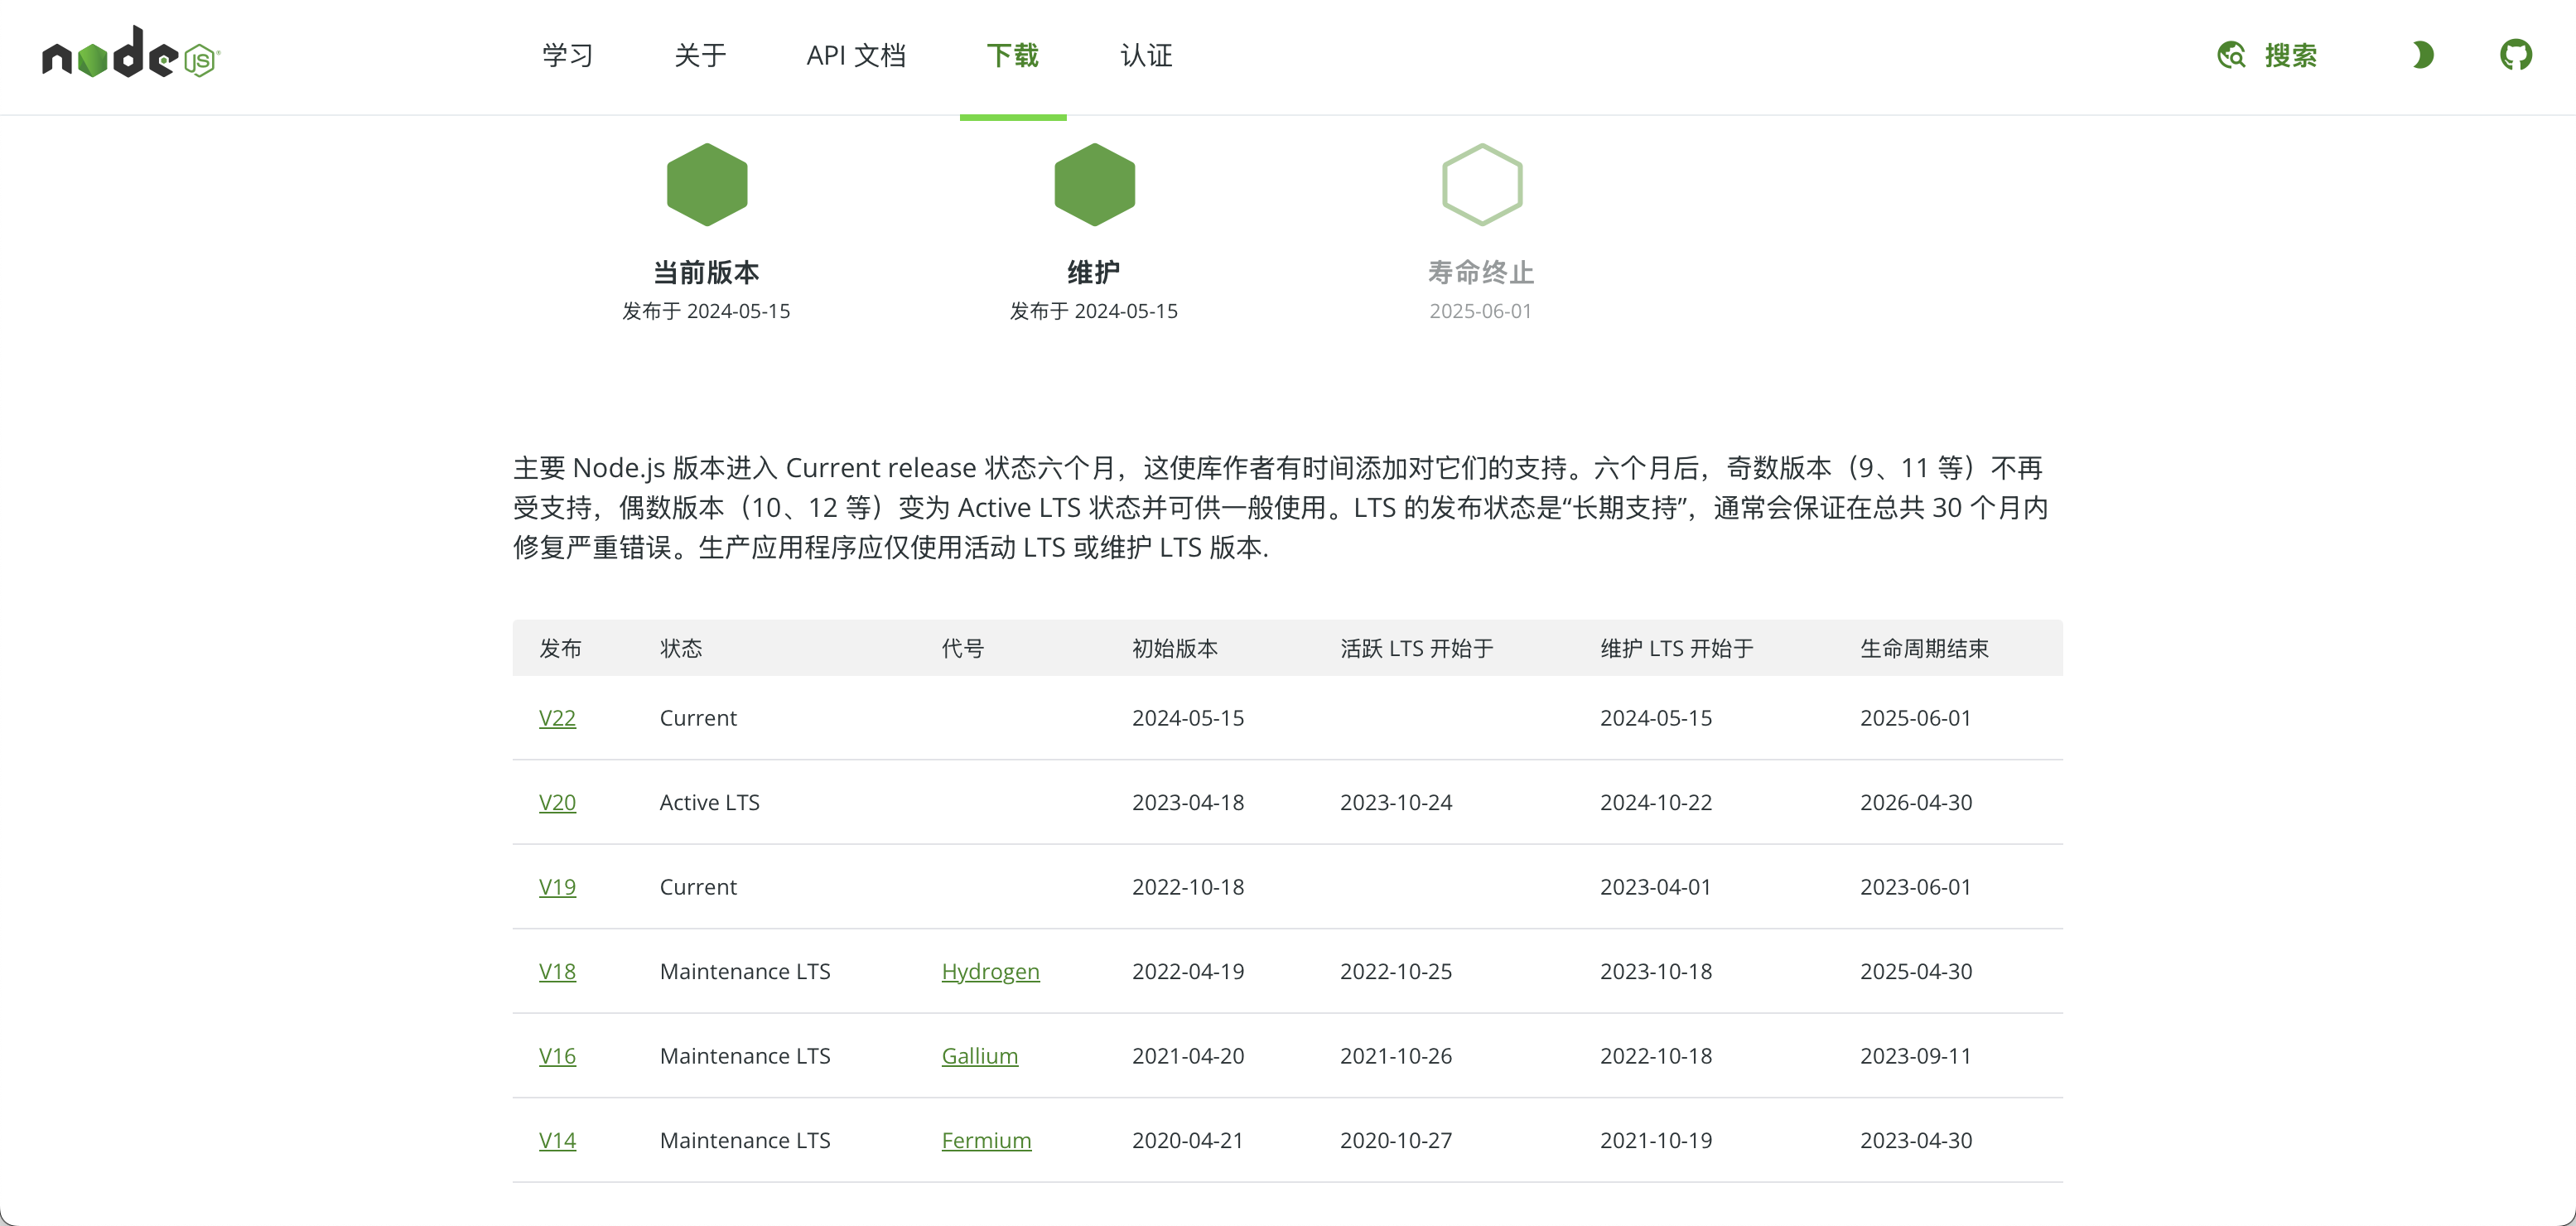 node JS
学习 关于 API 文档 下载 认证 搜索
当前版本 维护 寿命终止
发布于 2024-05-15 发布于 2024-05-15 2025-06-01
主要 Node.js 版本进入 Current release 状态六个月，这使库作者有时间添加对它们的支持。六个月后，奇数版本（9、11 等）不再
受支持，偶数版本（10、12 等）变为 Active LTS 状态并可供一般使用。LTS 的发布状态是“长期支持”，通常会保证在总共 30 个月内
修复严重错误。生产应用程序应仅使用活动 LTS 或维护 LTS 版本.
发布 状态 代号 初始版本 活跃 LTS 开始于 维护 LTS 开始于 生命周期结束
V22 Current 2024-05-15 2024-05-15 2025-06-01
V20 Active LTS 2023-04-18 2023-10-24 2024-10-22 2026-04-30
V19 Current 2022-10-18 2023-04-01 2023-06-01
V18 Maintenance LTS Hydrogen 2022-04-19 2022-10-25 2023-10-18 2025-04-30
V16 Maintenance LTS Gallium 2021-04-20 2021-10-26 2022-10-18 2023-09-11
V14 Maintenance LTS Fermium 2020-04-21 2020-10-27 2021-10-19 2023-04-30